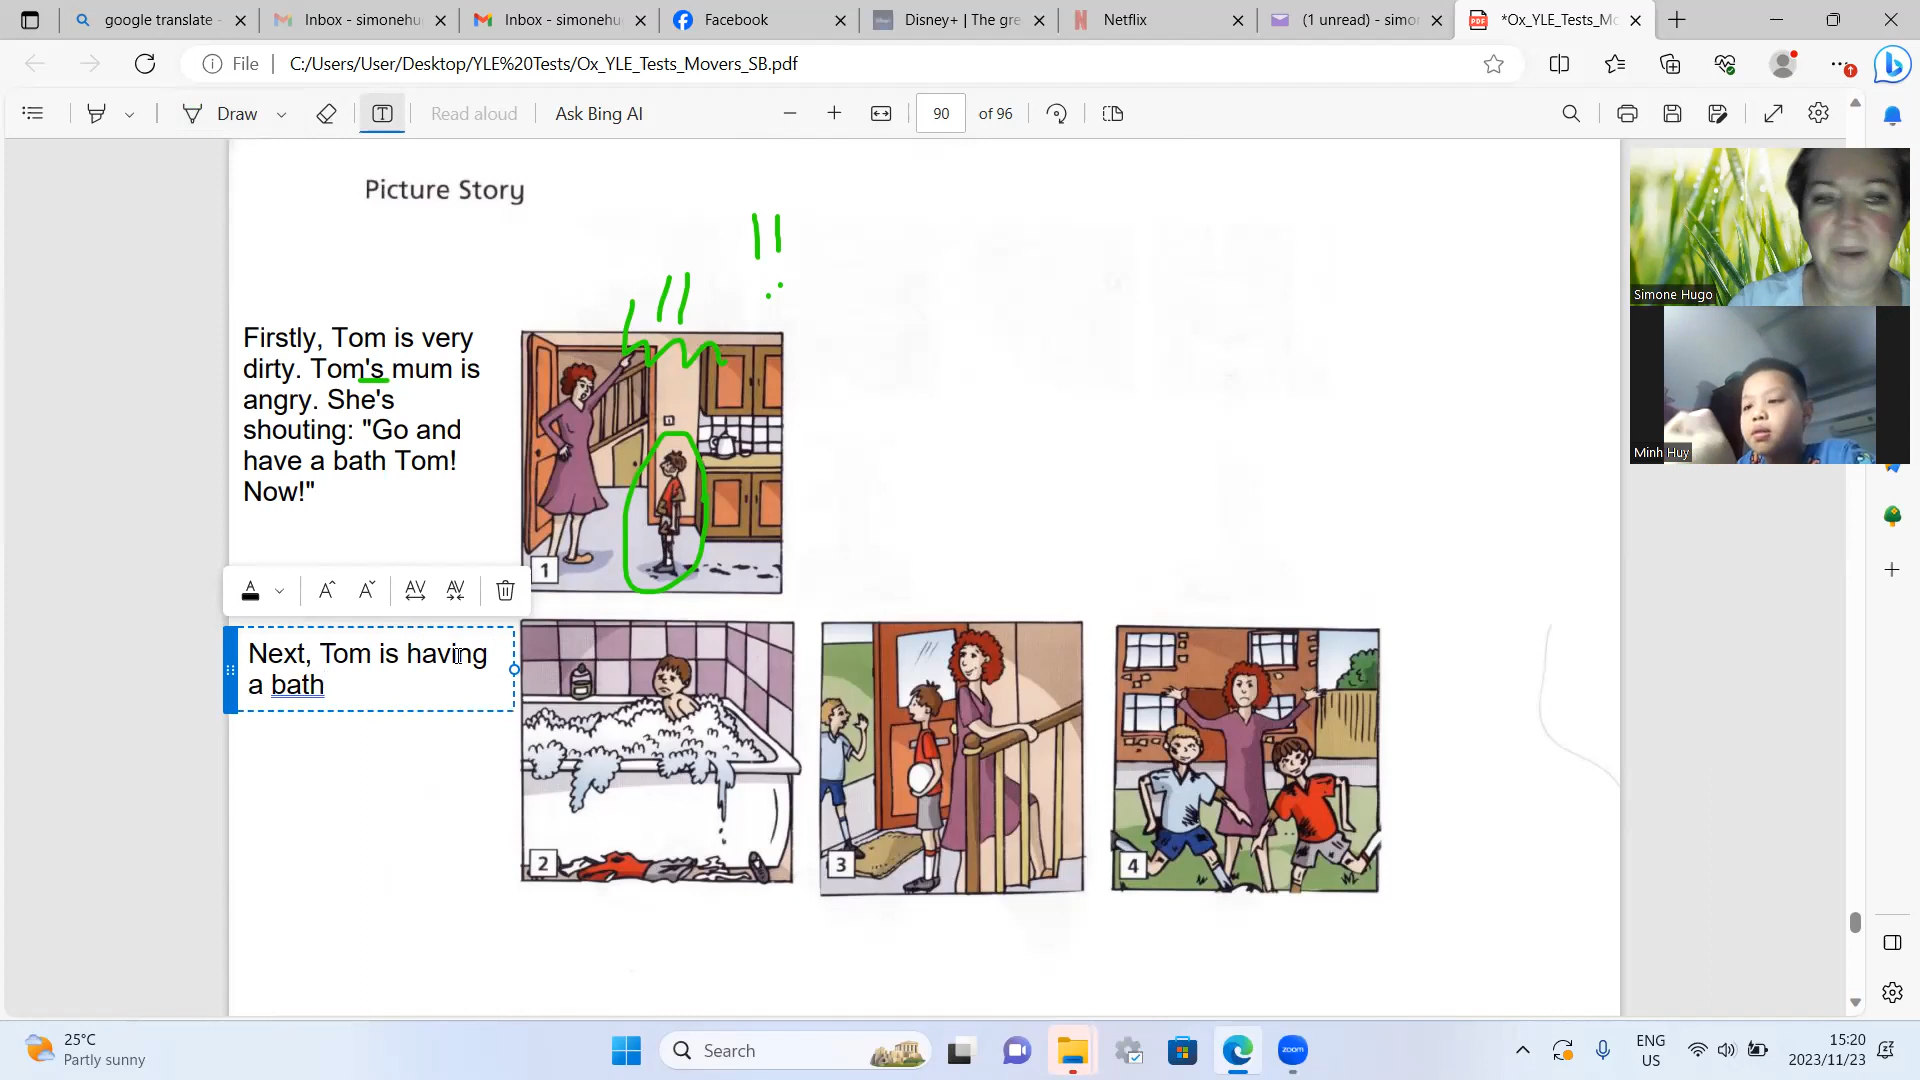 google translate -
Inbox - simonehu
Inbox - simonehu
Facebook
Disney+ | The gre
Netflix
(1 unread) - simo
*Ox_YLE_Tests_Mo
File
C:/Users/User/Desktop/YLE%20Tests/Ox_YLE_Tests_Movers_SB.pdf
Draw
Read aloud
Ask Bing AI
90
of 96
Picture Story
Firstly, Tom is very
dirty. Tom's mum is
angry. She's
shouting: "Go and
have a bath Tom!
Now!"
1
Next, Tom is having
a bath
2
3
4
Simone Hugo
Minh Huy
25°C
Partly sunny
Search
zoom
ENG
US
15:20
2023/11/23